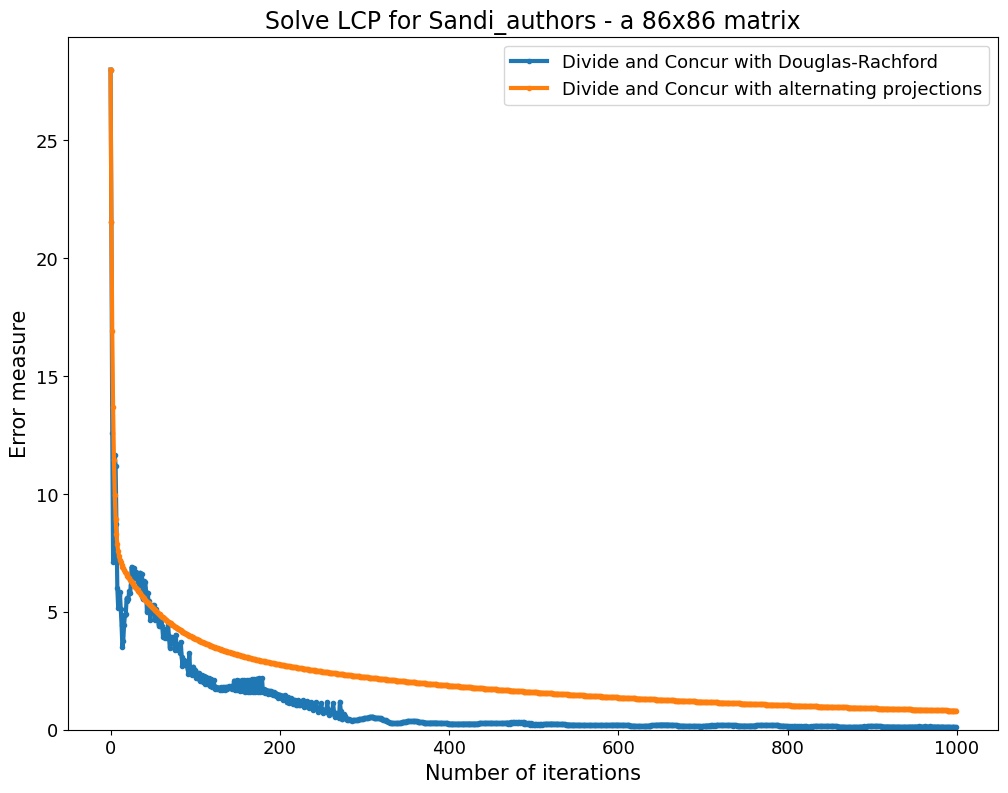 Solve LCP for Sandi_authors - a 86x86 matrix
Divide and Concur with Douglas-Rachford
Divide and Concur with alternating projections
Error measure
25
20
15
10
5
0
0 200 400 600 800 1000
Number of iterations